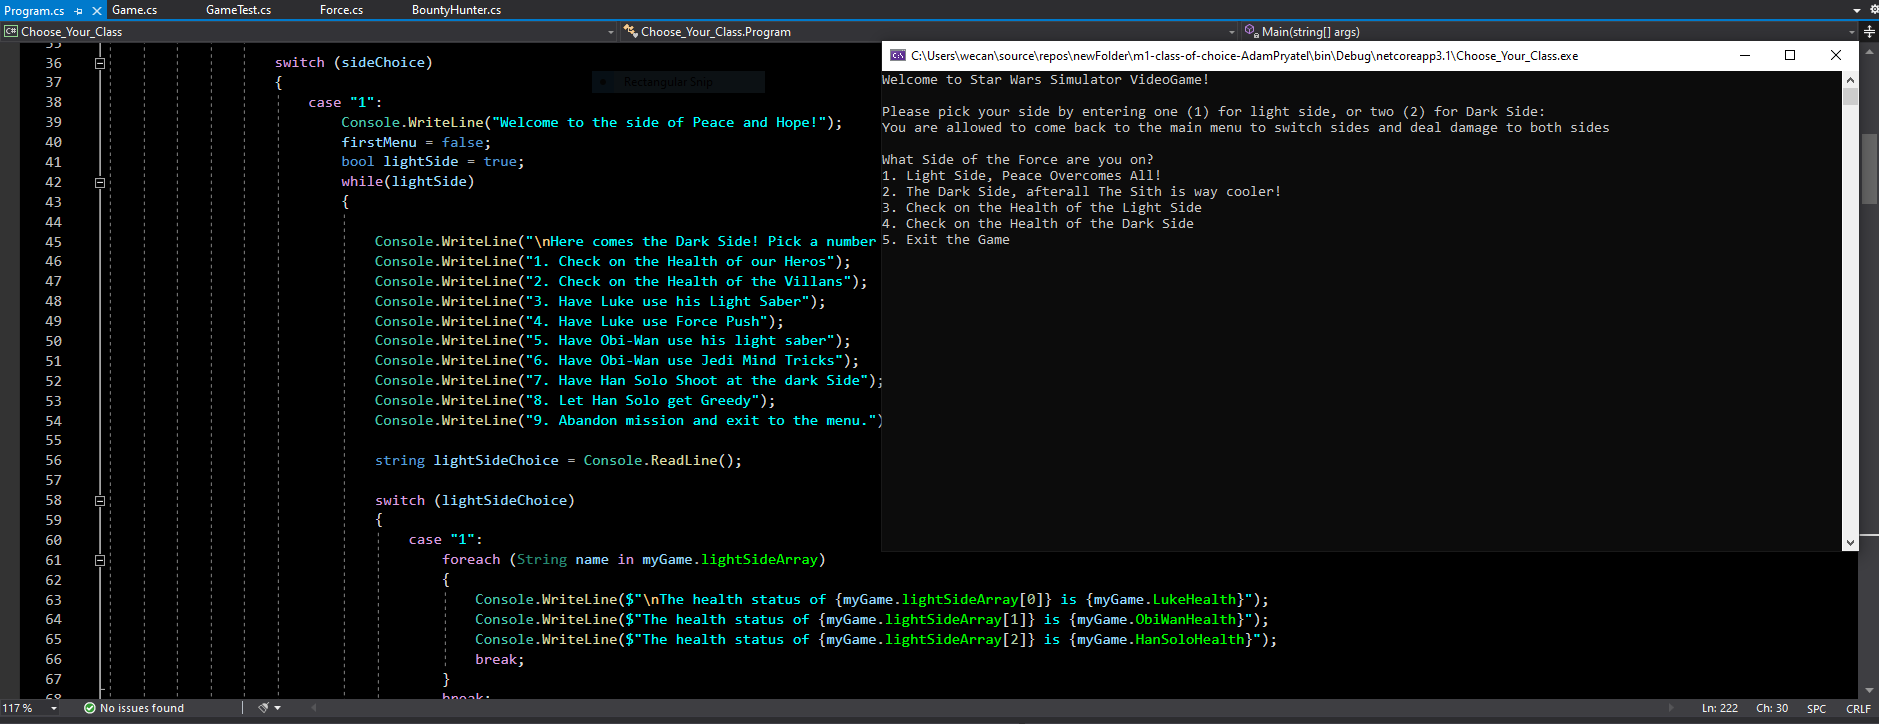 Program.cs Game.cs GameTest.cs Force.cs BountyHunter.cs
C# Choose_Your_Class Choose_Your_Class.Program Main(string[] args)
35
36 switch (sideChoice)
37 {
38 case "1":
39 Console.WriteLine("Welcome to the side of Peace and Hope!");
40 firstMenu = false;
41 bool lightSide = true;
42 while(lightSide)
43 {
44
45 Console.WriteLine("\nHere comes the Dark Side! Pick a number
46 Console.WriteLine("1. Check on the Health of our Heros");
47 Console.WriteLine("2. Check on the Health of the Villans");
48 Console.WriteLine("3. Have Luke use his Light Saber");
49 Console.WriteLine("4. Have Luke use Force Push");
50 Console.WriteLine("5. Have Obi-Wan use his light saber");
51 Console.WriteLine("6. Have Obi-Wan use Jedi Mind Tricks");
52 Console.WriteLine("7. Have Han Solo Shoot at the dark Side");
53 Console.WriteLine("8. Let Han Solo get Greedy");
54 Console.WriteLine("9. Abandon mission and exit to the menu.")
55
56 string lightSideChoice = Console.ReadLine();
57
58 switch (lightSideChoice)
59 {
60 case "1":
61 foreach (String name in myGame.lightSideArray)
62 {
63 Console.WriteLine($"\nThe health status of {myGame.lightSideArray[0]} is {myGame.LukeHealth}");
64 Console.WriteLine($"The health status of {myGame.lightSideArray[1]} is {myGame.ObiWanHealth}");
65 Console.WriteLine($"The health status of {myGame.lightSideArray[2]} is {myGame.HanSoloHealth}");
66 break;
67 }
68 break;
Rectangular Snip
C:\Users\wecan\source\repos\newFolder\m1-class-of-choice-AdamPryatel\bin\Debug\netcoreapp3.1\Choose_Your_Class.exe
Welcome to Star Wars Simulator VideoGame!
Please pick your side by entering one (1) for light side, or two (2) for Dark Side:
You are allowed to come back to the main menu to switch sides and deal damage to both sides
What Side of the Force are you on?
1. Light Side, Peace Overcomes All!
2. The Dark Side, afterall The Sith is way cooler!
3. Check on the Health of the Light Side
4. Check on the Health of the Dark Side
5. Exit the Game
117 % No issues found Ln: 222 Ch: 30 SPC CRLF